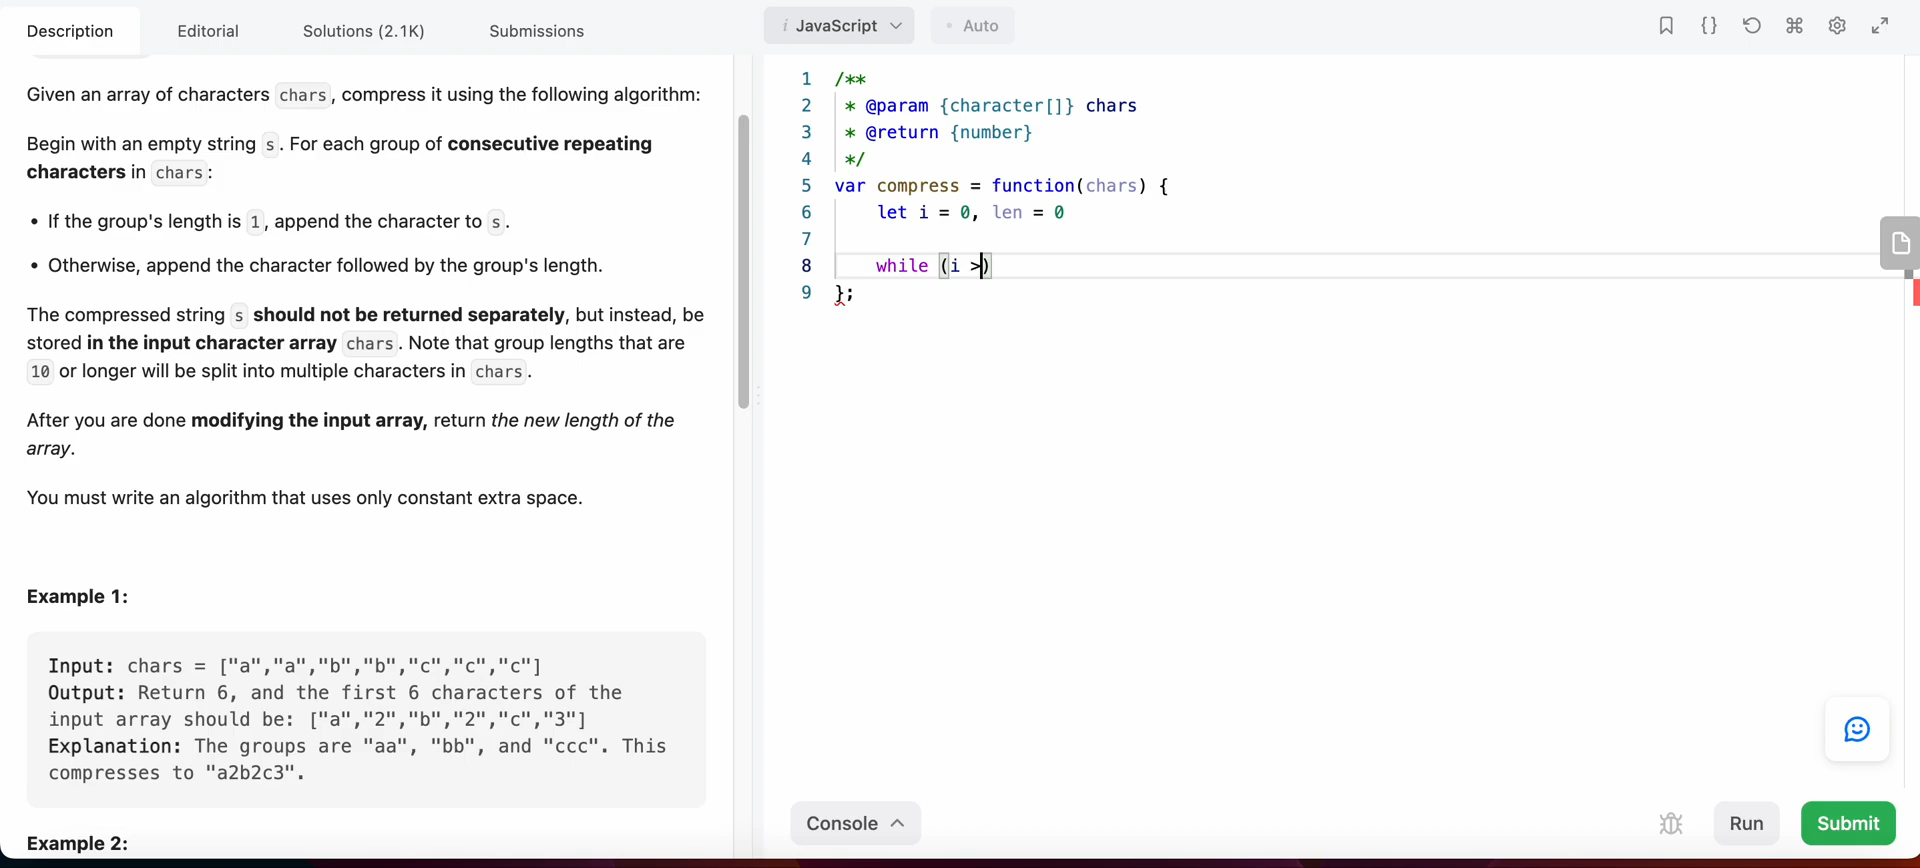 Description Editorial Solutions (2.1K) Submissions
Given an array of characters chars, compress it using the following algorithm:
Begin with an empty string s. For each group of consecutive repeating
characters in chars:
• If the group's length is 1, append the character to s.
• Otherwise, append the character followed by the group's length.
The compressed string s should not be returned separately, but instead, be
stored in the input character array chars. Note that group lengths that are
10 or longer will be split into multiple characters in chars.
After you are done modifying the input array, return the new length of the
array.
You must write an algorithm that uses only constant extra space.
Example 1:
Input: chars = ["a","a","b","b","c","c","c"]
Output: Return 6, and the first 6 characters of the
input array should be: ["a","2","b","2","c","3"]
Explanation: The groups are "aa", "bb", and "ccc". This
compresses to "a2b2c3".
Example 2:
i JavaScript • Auto
1 /**
2 * @param {character[]} chars
3 * @return {number}
4 */
5 var compress = function(chars) {
6 let i = 0, len = 0
7
8 while (i >)
9 };
Console Run Submit